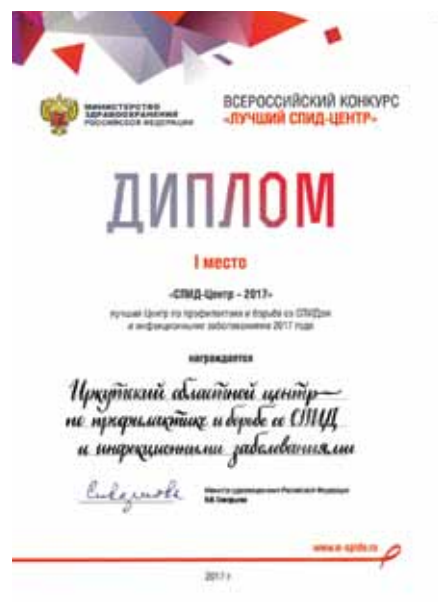 МИНИСТЕРСТВО
ЗДРАВООХРАНЕНИЯ
РОССИЙСКОЙ ФЕДЕРАЦИИ
ВСЕРОССИЙСКИЙ КОНКУРС
«ЛУЧШИЙ СПИД-ЦЕНТР»
ДИПЛОМ
I место
«СПИД-Центр – 2017»
лучший Центр по профилактике и борьбе со СПИДом
и инфекционными заболеваниями 2017 года
награждается
Иркутский областной центр
по профилактике и борьбе со СПИД
и инфекционными заболеваниями
Министр здравоохранения Российской Федерации
www.o-spide.ru
2017 г.